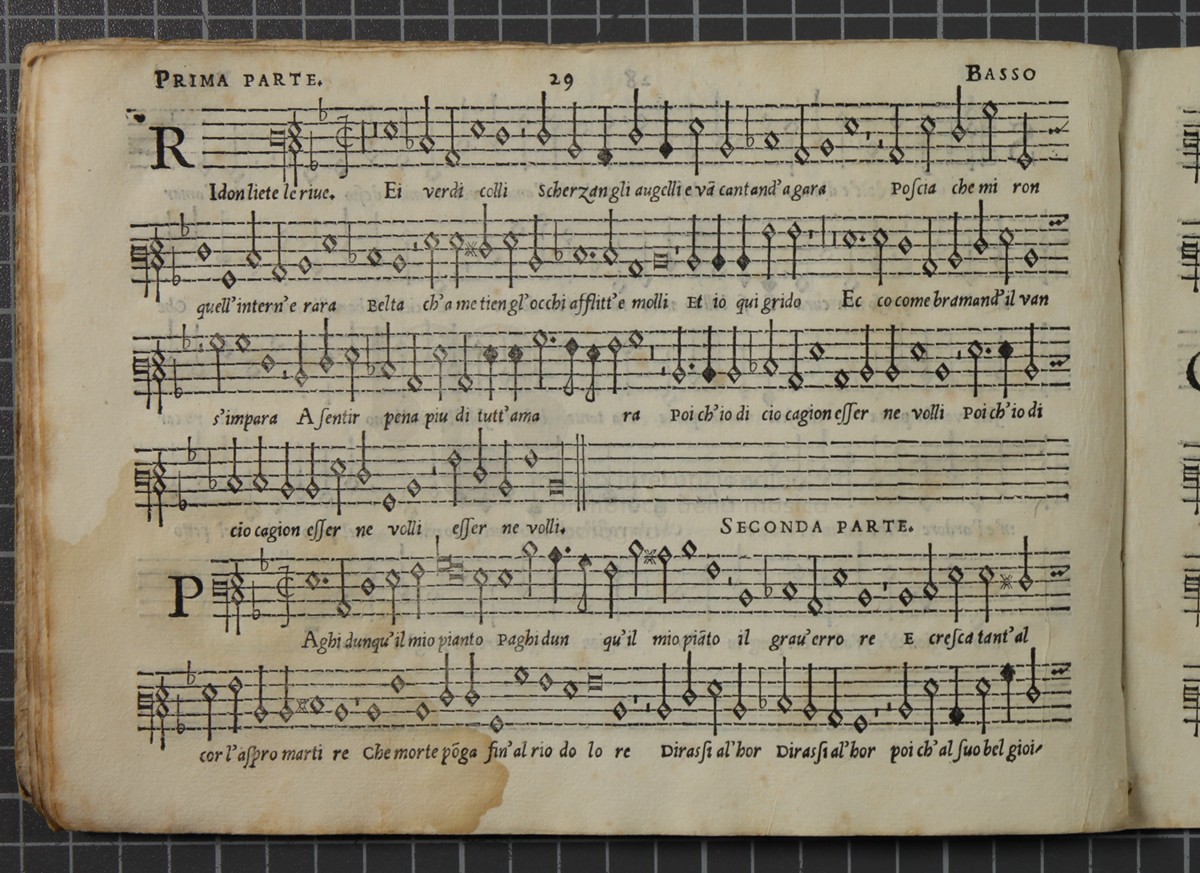 PRIMA PARTE. 29 BASSO
RIdon liete le riue. Ei verdi colli Scherzan gli augelli e vā cantand'a gara Poſcia che mi ron
quell'intern'e rara Belta ch'a me tien gl'occhi afflitt'e molli Et io qui grido Ec co come bramand'il van
s'impara A ſentir pena piu di tutt'ama ra Poi ch'io di cio cagion eſſer ne volli Poi ch'io di
cio cagion eſſer ne volli eſſer ne volli.
SECONDA PARTE.
PAghi dunqu'il mio pianto Paghi dun qu'il mio piāto il grau'erro re E creſca tant'al
cor l'aſpro marti re Che morte pōga fin'al rio do lo re Diraſſi al'hor Diraſſi al'hor poi ch'al ſuo bel gioi-